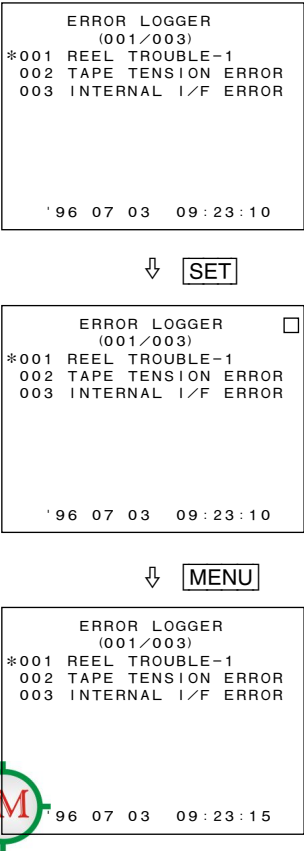 ERROR LOGGER
(001/003)
*001 REEL TROUBLE-1
002 TAPE TENSION ERROR
003 INTERNAL I/F ERROR
'96 07 03 09:23:10
⇩ SET
ERROR LOGGER □
(001/003)
*001 REEL TROUBLE-1
002 TAPE TENSION ERROR
003 INTERNAL I/F ERROR
'96 07 03 09:23:10
⇩ MENU
ERROR LOGGER
(001/003)
*001 REEL TROUBLE-1
002 TAPE TENSION ERROR
003 INTERNAL I/F ERROR
M
'96 07 03 09:23:15